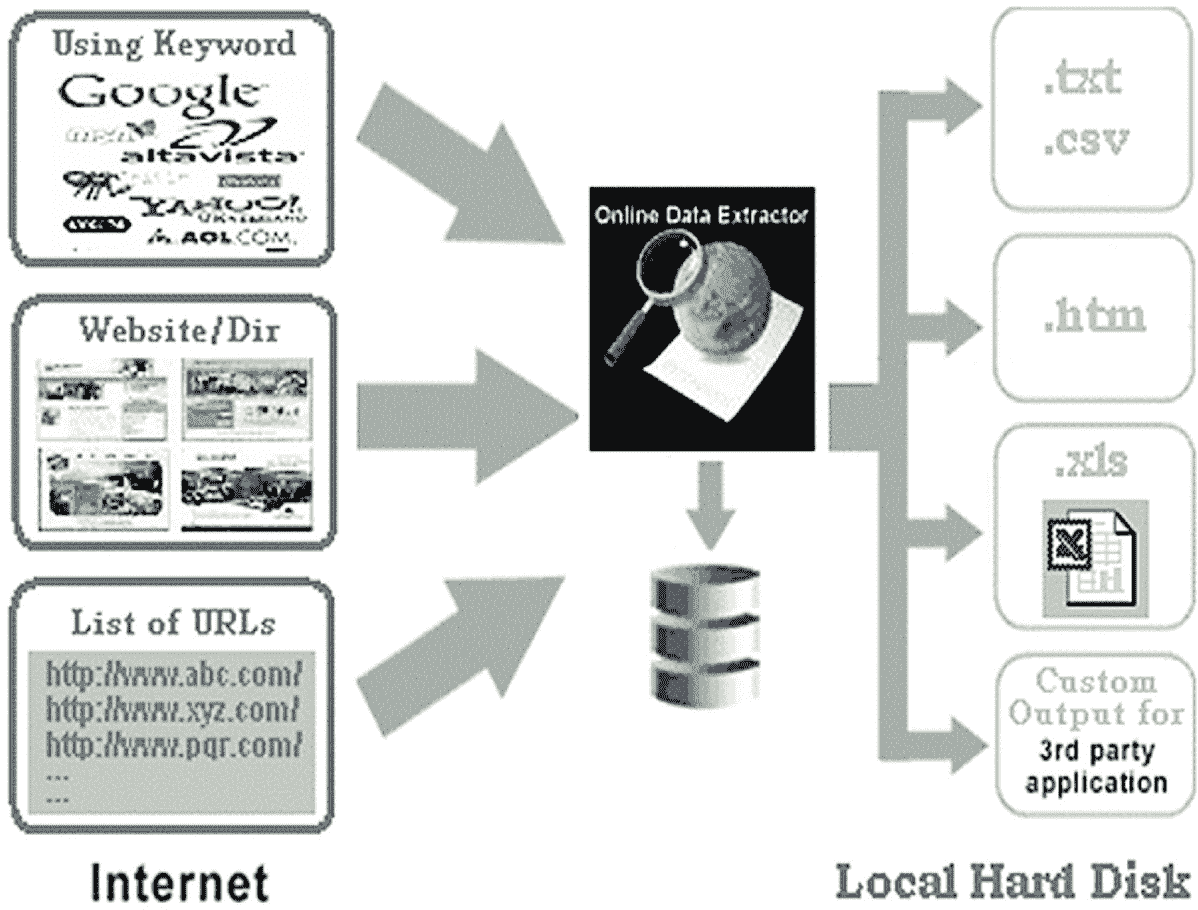 Using Keyword
Google
msn
altavista
YAHOO!
AOL.COM.
Website/Dir
List of URLs
http://www.abc.com/
http://www.xyz.com/
http://www.pqr.com/
...
...
Internet
Online Data Extractor
.txt
.csv
.htm
.xls
Custom
Output for
3rd party
application
Local Hard Disk